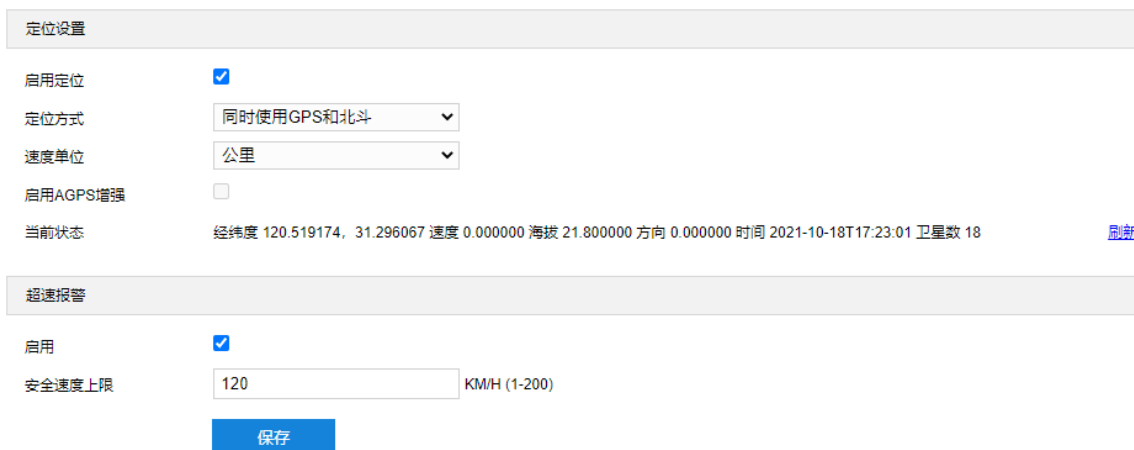 定位设置
启用定位
定位方式 同时使用GPS和北斗
速度单位 公里
启用AGPS增强
当前状态 经纬度 120.519174，31.296067 速度 0.000000 海拔 21.800000 方向 0.000000 时间 2021-10-18T17:23:01 卫星数 18 刷新
超速报警
启用
安全速度上限 120 KM/H (1-200)
保存